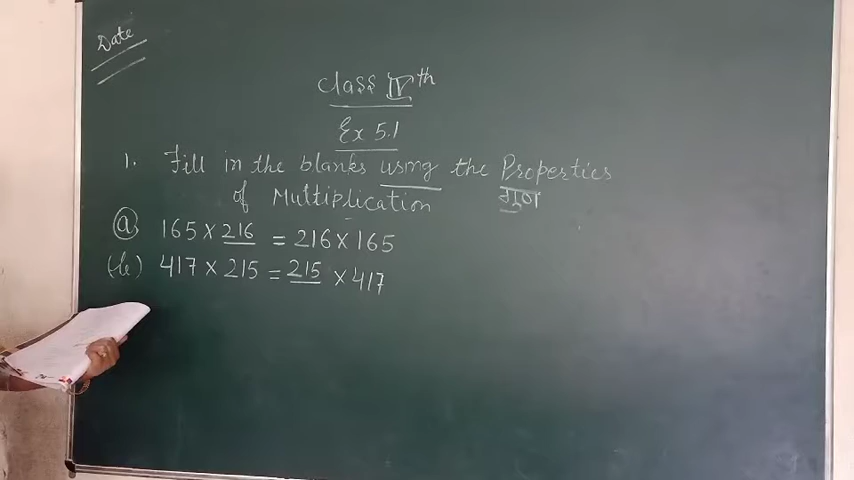 Date
Class IVth
Ex 5.1
1. Fill in the blanks using the Properties
of Multiplication गुण
(a) 165 × 216 = 216 × 165
(b) 417 × 215 = 215 × 417